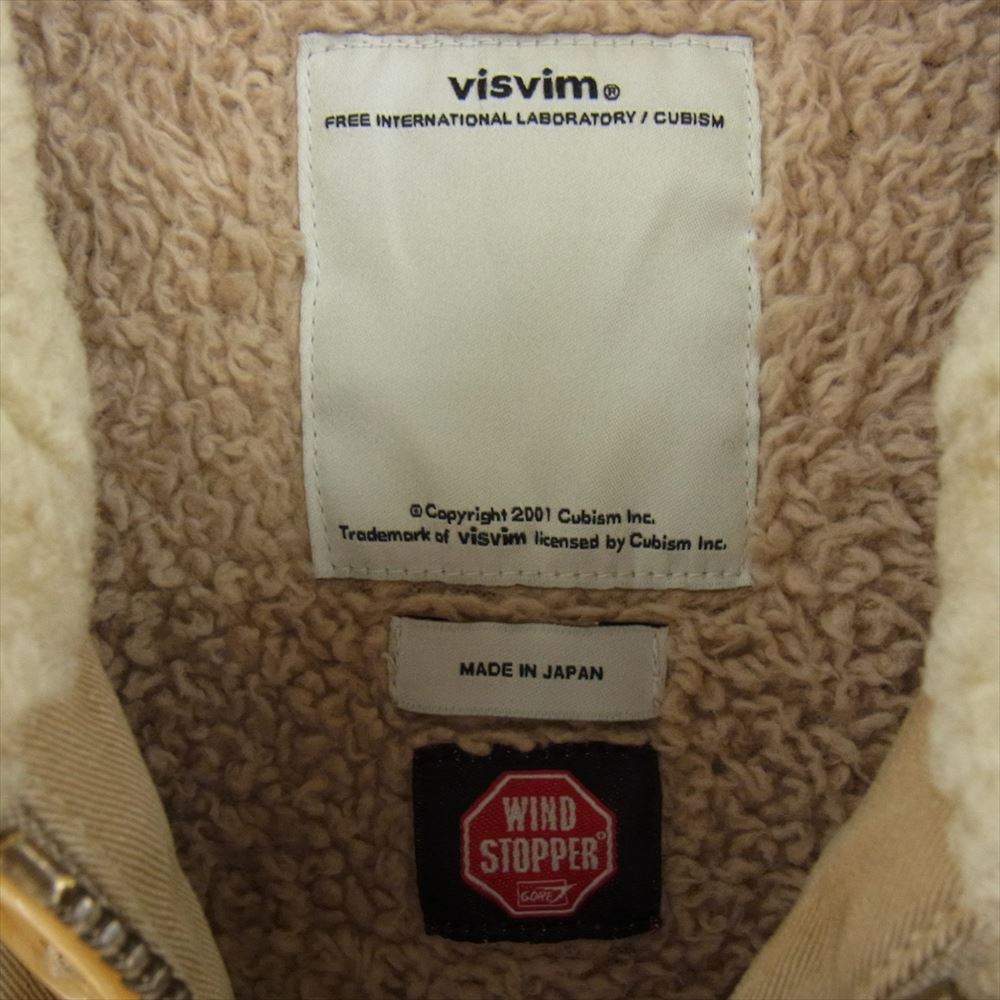 visvim®
FREE INTERNATIONAL LABORATORY / CUBISM
© Copyright 2001 Cubism Inc.
Trademark of visvim licensed by Cubism Inc.
MADE IN JAPAN
WIND
STOPPER®
GORE